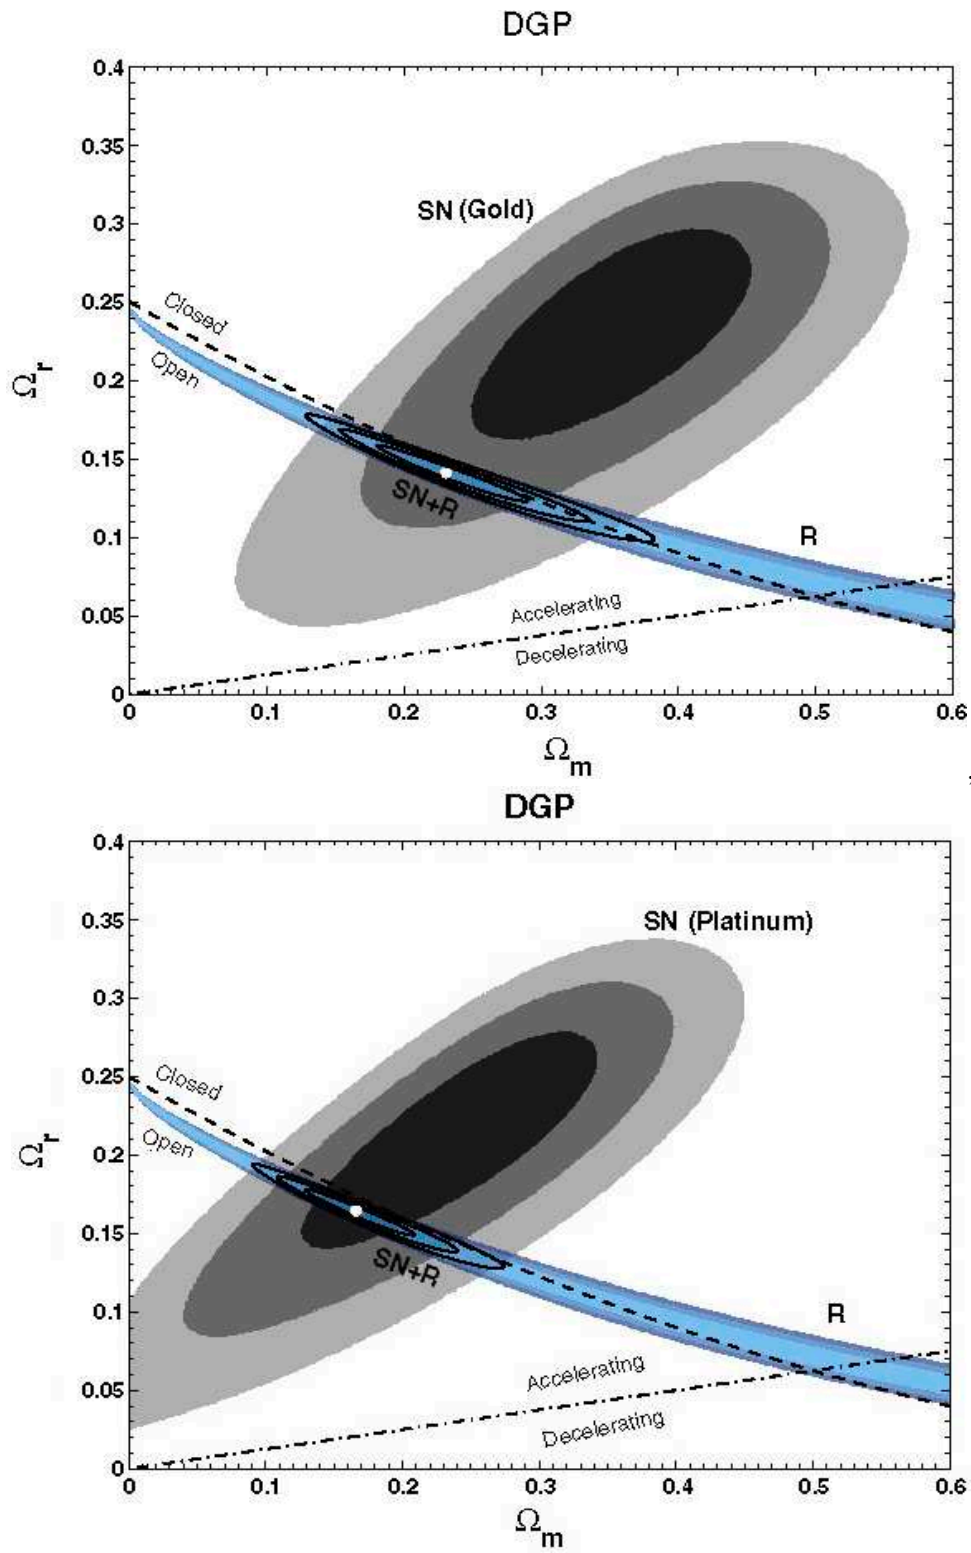 DGP
0.4
0.35
SN (Gold)
0.3
0.25
Closed
Ωr
Open
0.2
0.15
SN+R
0.1
R
Accelerating
0.05
Decelerating
0
0 0.1 0.2 0.3 0.4 0.5 0.6
Ωm
,
DGP
0.4
0.35
SN (Platinum)
0.3
0.25
Closed
Ωr
Open
0.2
0.15
SN+R
0.1
R
Accelerating
0.05
Decelerating
0
0 0.1 0.2 0.3 0.4 0.5 0.6
Ωm